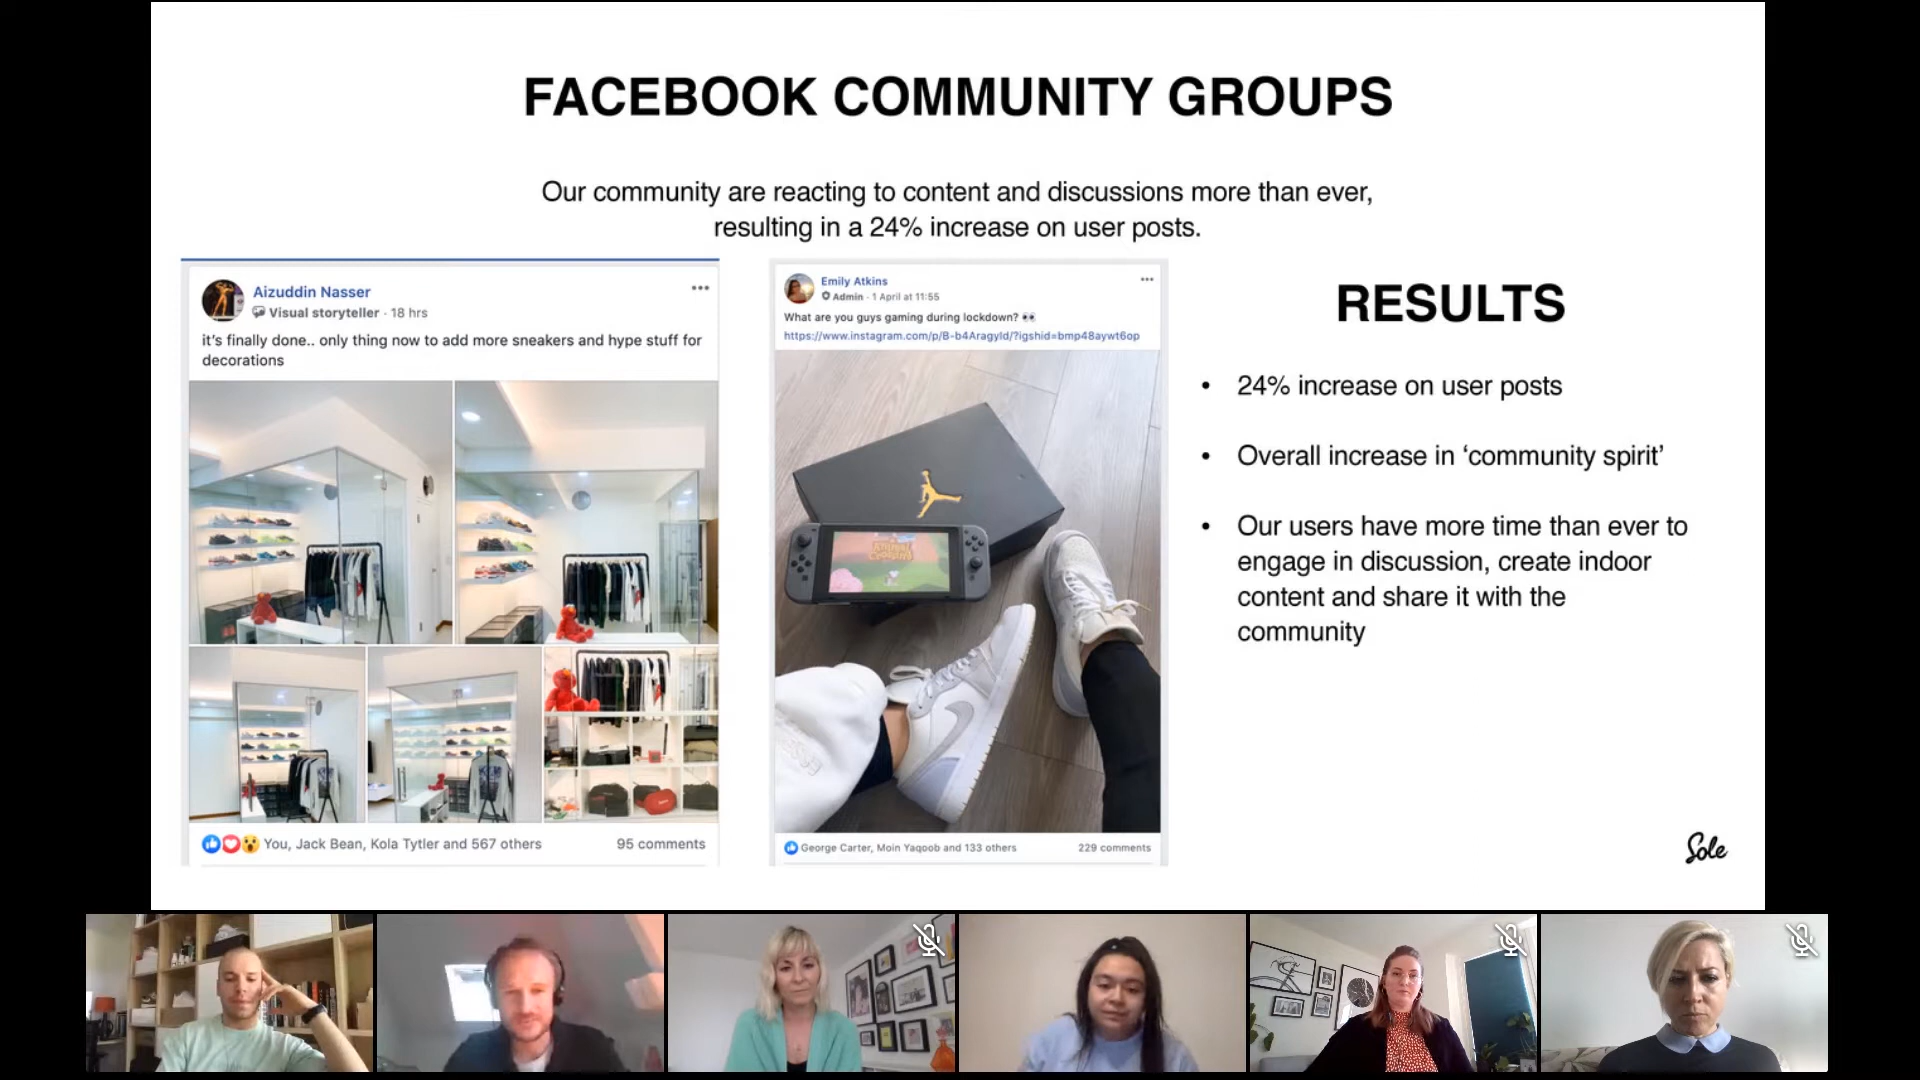 FACEBOOK COMMUNITY GROUPS
Our community are reacting to content and discussions more than ever,
resulting in a 24% increase on user posts.
Aizuddin Nasser
Visual storyteller · 18 hrs
it's finally done.. only thing now to add more sneakers and hype stuff for
decorations
You, Jack Bean, Kola Tytler and 567 others
95 comments
Emily Atkins
Admin · 1 April at 11:55
What are you guys gaming during lockdown? 👀
https://www.instagram.com/p/B-b4AragyId/?igshid=bmp48aywt6op
Animal
Crossing
George Carter, Moin Yaqoob and 133 others
229 comments
RESULTS
• 24% increase on user posts
• Overall increase in ‘community spirit’
• Our users have more time than ever to
engage in discussion, create indoor
content and share it with the
community
Sole